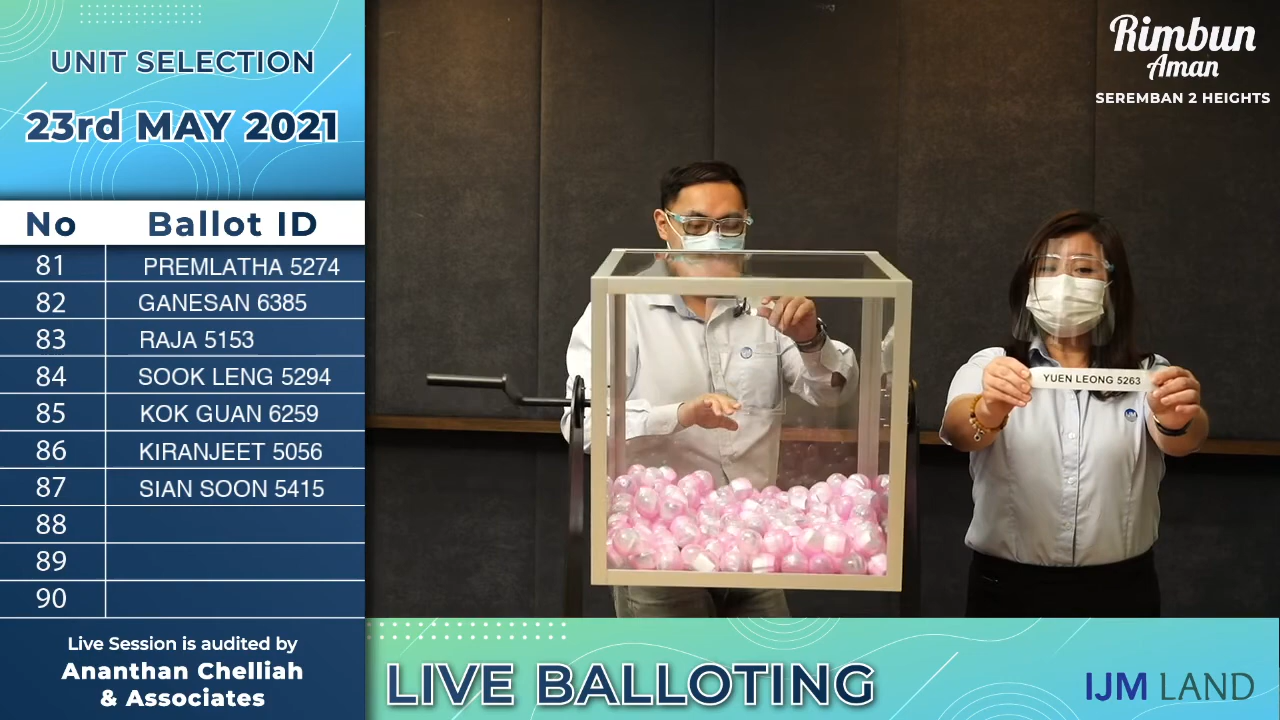 UNIT SELECTION
23rd MAY 2021
No Ballot ID
81 PREMLATHA 5274
82 GANESAN 6385
83 RAJA 5153
84 SOOK LENG 5294
85 KOK GUAN 6259
86 KIRANJEET 5056
87 SIAN SOON 5415
88
89
90
Live Session is audited by
Ananthan Chelliah
& Associates
Rimbun
Aman
SEREMBAN 2 HEIGHTS
YUEN LEONG 5263
LIVE BALLOTING
IJM LAND